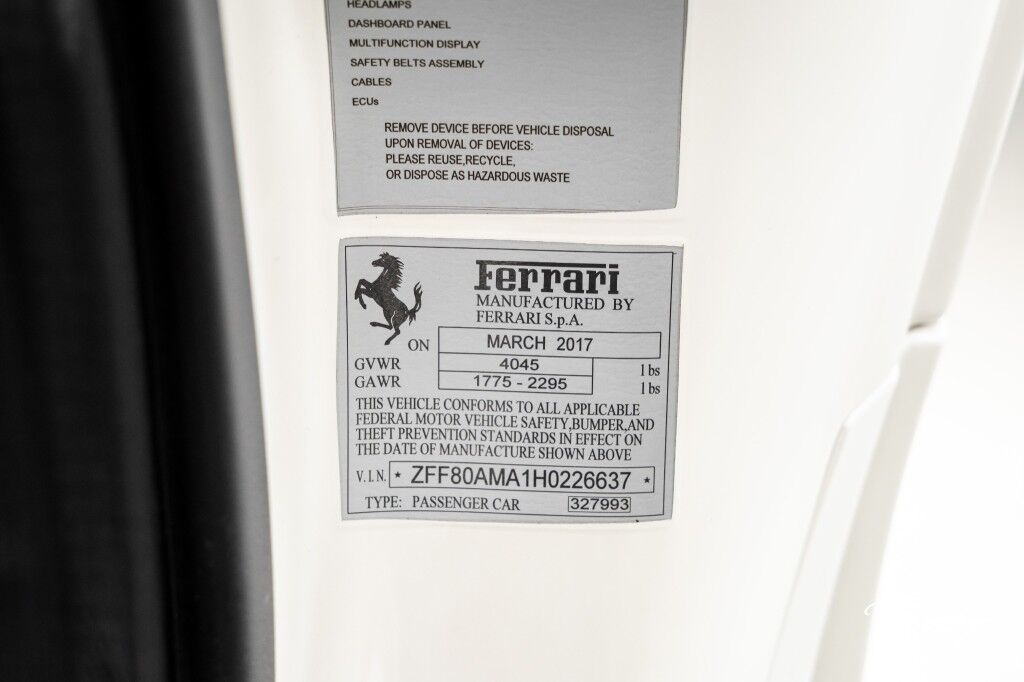 HEADLAMPS
DASHBOARD PANEL
MULTIFUNCTION DISPLAY
SAFETY BELTS ASSEMBLY
CABLES
ECUs
REMOVE DEVICE BEFORE VEHICLE DISPOSAL
UPON REMOVAL OF DEVICES:
PLEASE REUSE,RECYCLE,
OR DISPOSE AS HAZARDOUS WASTE
Ferrari
MANUFACTURED BY
FERRARI S.p.A.
ON MARCH 2017
GVWR 4045 lbs
GAWR 1775 - 2295 lbs
THIS VEHICLE CONFORMS TO ALL APPLICABLE
FEDERAL MOTOR VEHICLE SAFETY,BUMPER,AND
THEFT PREVENTION STANDARDS IN EFFECT ON
THE DATE OF MANUFACTURE SHOWN ABOVE
V.I.N. * ZFF80AMA1H0226637 *
TYPE: PASSENGER CAR 327993